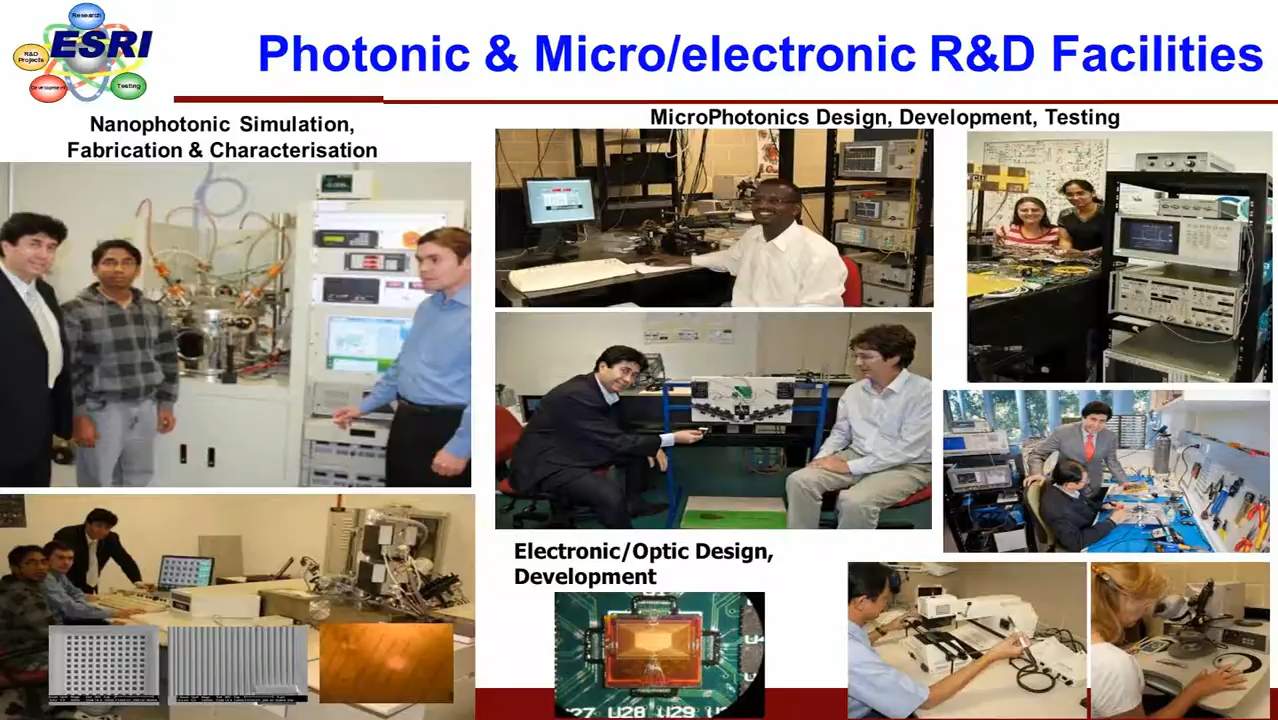 Research
ESRI
R&D
Projects
Development
Testing
Photonic & Micro/electronic R&D Facilities
Nanophotonic Simulation,
Fabrication & Characterisation
MicroPhotonics Design, Development, Testing
Electronic/Optic Design,
Development
U28 U29